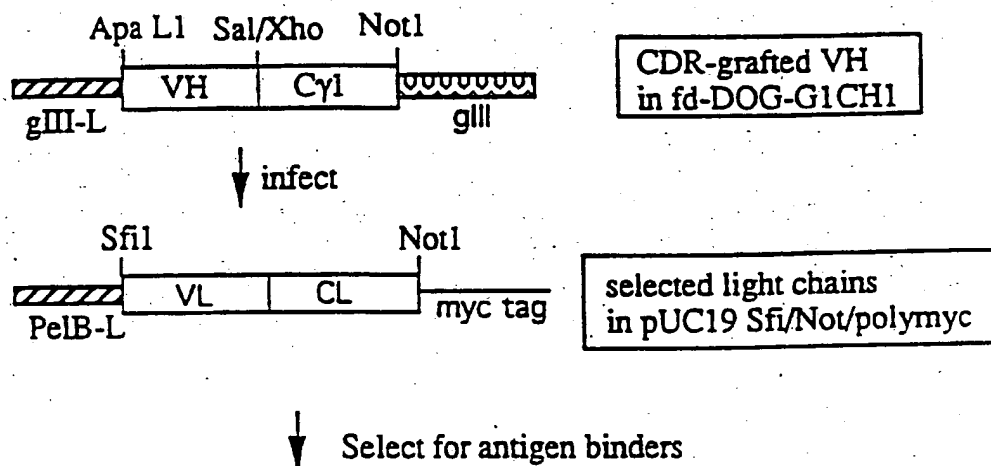 Apa L1 Sal/Xho Not1
VH Cγ1
gIII-L gIII
CDR-grafted VH
in fd-DOG-G1CH1
infect
Sfi1 Not1
VL CL
PelB-L myc tag
selected light chains
in pUC19 Sfi/Not/polymyc
Select for antigen binders